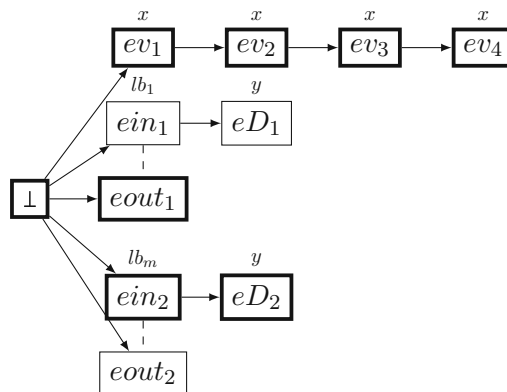 x x x x
ev₁ ev₂ ev₃ ev₄
lb₁ y
ein₁ eD₁
⊥ eout₁
lbₘ y
ein₂ eD₂
eout₂